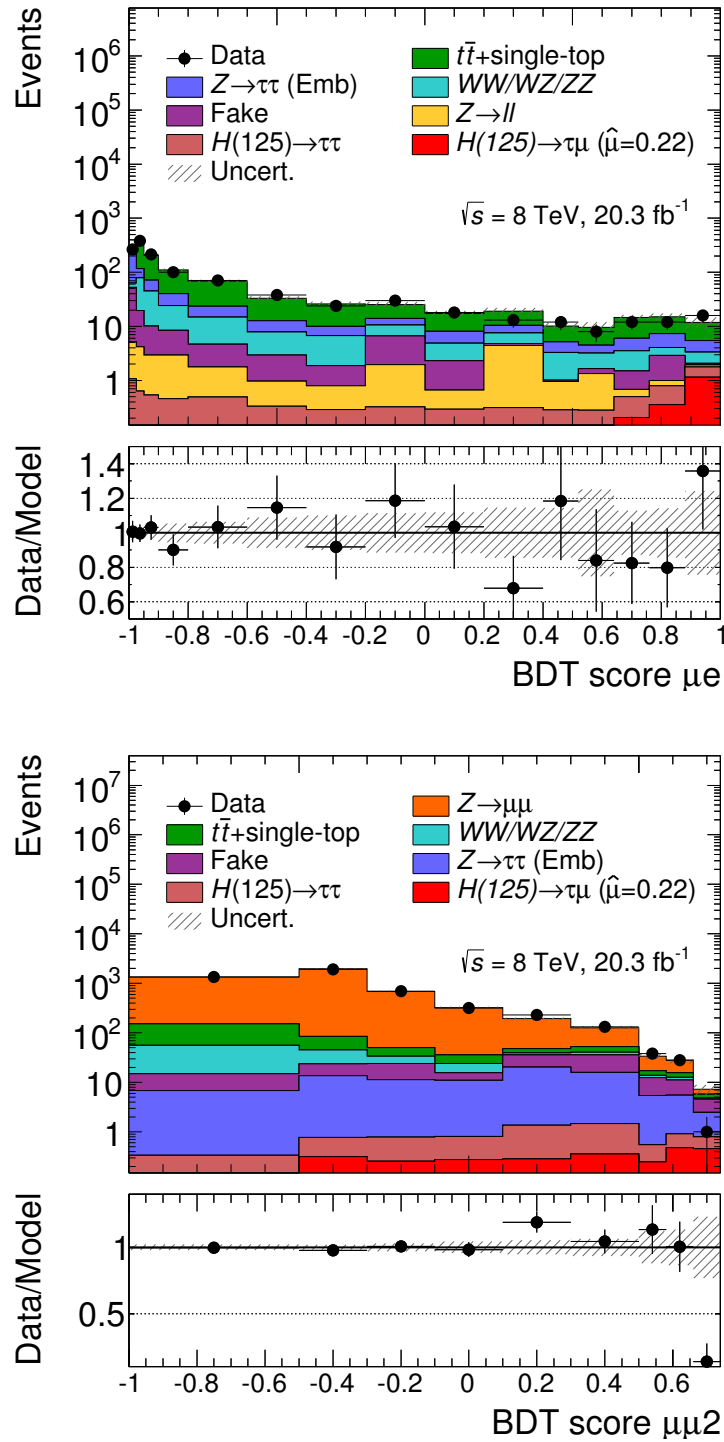 Events
10⁶
10⁵
10⁴
10³
10²
10
1
Data
Z→ττ (Emb)
Fake
H(125)→ττ
Uncert.
tt̄+single-top
WW/WZ/ZZ
Z→ll
H(125)→τμ (μ̂=0.22)
√s = 8 TeV, 20.3 fb⁻¹
Data/Model
1.4
1.2
1
0.8
0.6
-1 -0.8 -0.6 -0.4 -0.2 0 0.2 0.4 0.6 0.8 1
BDT score μe
Events
10⁷
10⁶
10⁵
10⁴
10³
10²
10
1
Data
tt̄+single-top
Fake
H(125)→ττ
Uncert.
Z→μμ
WW/WZ/ZZ
Z→ττ (Emb)
H(125)→τμ (μ̂=0.22)
√s = 8 TeV, 20.3 fb⁻¹
Data/Model
1
0.5
-1 -0.8 -0.6 -0.4 -0.2 0 0.2 0.4 0.6
BDT score μμ2